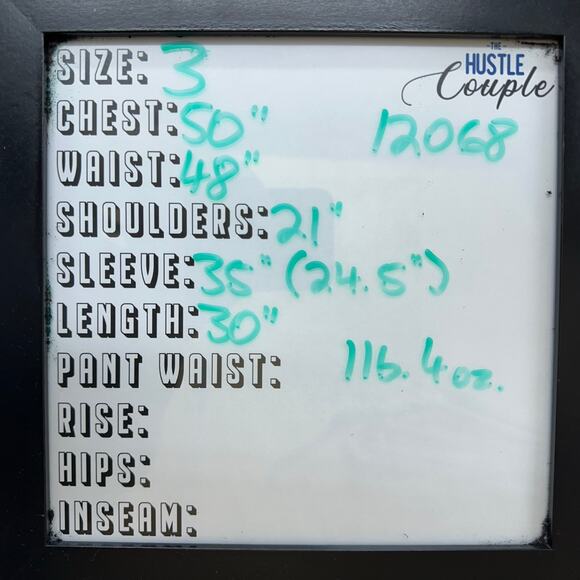 THE
HUSTLE
Couple
SIZE: 3
CHEST: 50"
12068
WAIST: 48"
SHOULDERS: 21"
SLEEVE: 35" (24.5")
LENGTH: 30"
PANT WAIST:
1lb. 4oz.
RISE:
HIPS:
INSEAM: